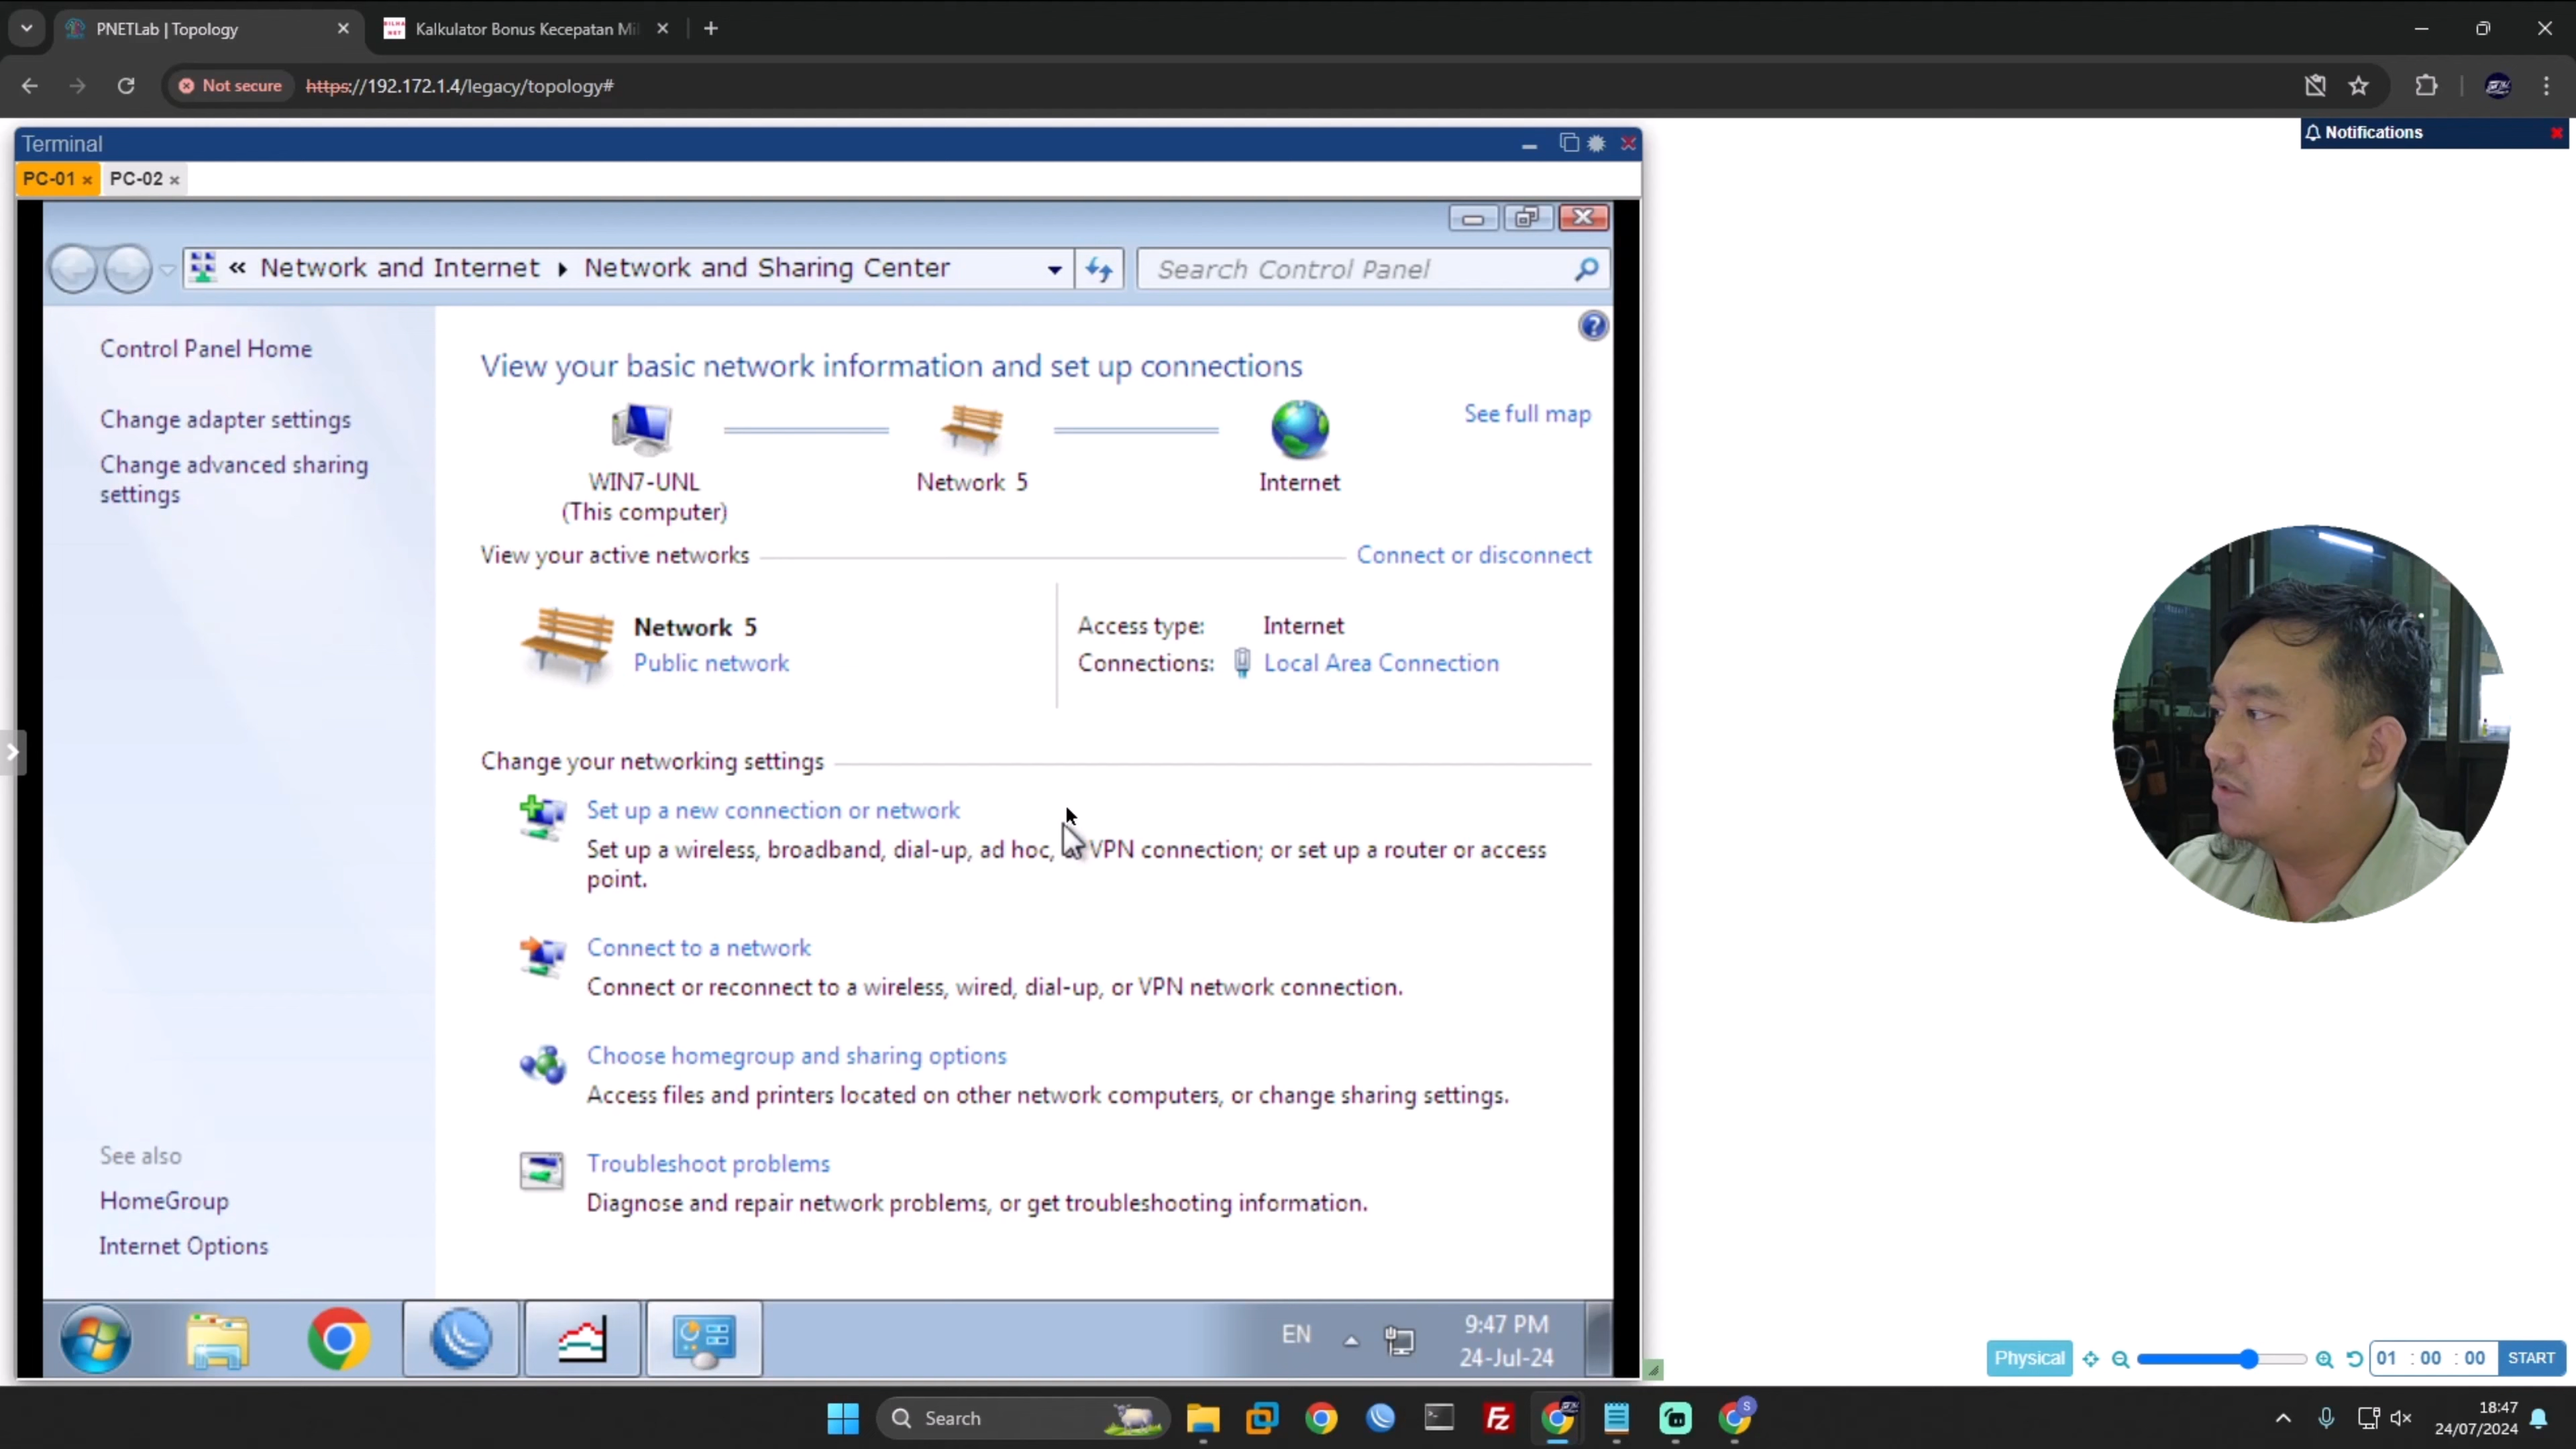 PNETLab | Topology
Kalkulator Bonus Kecepatan Mi
Not secure
https://192.172.1.4/legacy/topology#
Terminal
Notifications
PC-01
PC-02
« Network and Internet Network and Sharing Center
Search Control Panel
Control Panel Home
Change adapter settings
Change advanced sharing
settings
View your basic network information and set up connections
See full map
WIN7-UNL
(This computer)
Network 5
Internet
View your active networks
Connect or disconnect
Network 5
Public network
Access type: Internet
Connections: Local Area Connection
Change your networking settings
Set up a new connection or network
Set up a wireless, broadband, dial-up, ad hoc, VPN connection; or set up a router or access
point.
Connect to a network
Connect or reconnect to a wireless, wired, dial-up, or VPN network connection.
Choose homegroup and sharing options
Access files and printers located on other network computers, or change sharing settings.
Troubleshoot problems
Diagnose and repair network problems, or get troubleshooting information.
See also
HomeGroup
Internet Options
EN
9:47 PM
24-Jul-24
Physical
01 : 00 : 00
START
Search
Fz
S
18:47
24/07/2024